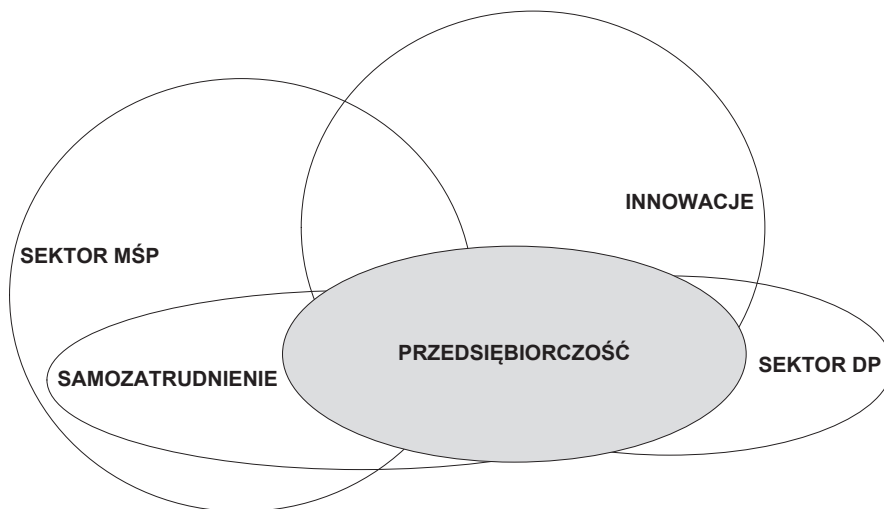 INNOWACJE
SEKTOR MŚP
PRZEDSIĘBIORCZOŚĆ
SEKTOR DP
SAMOZATRUDNIENIE